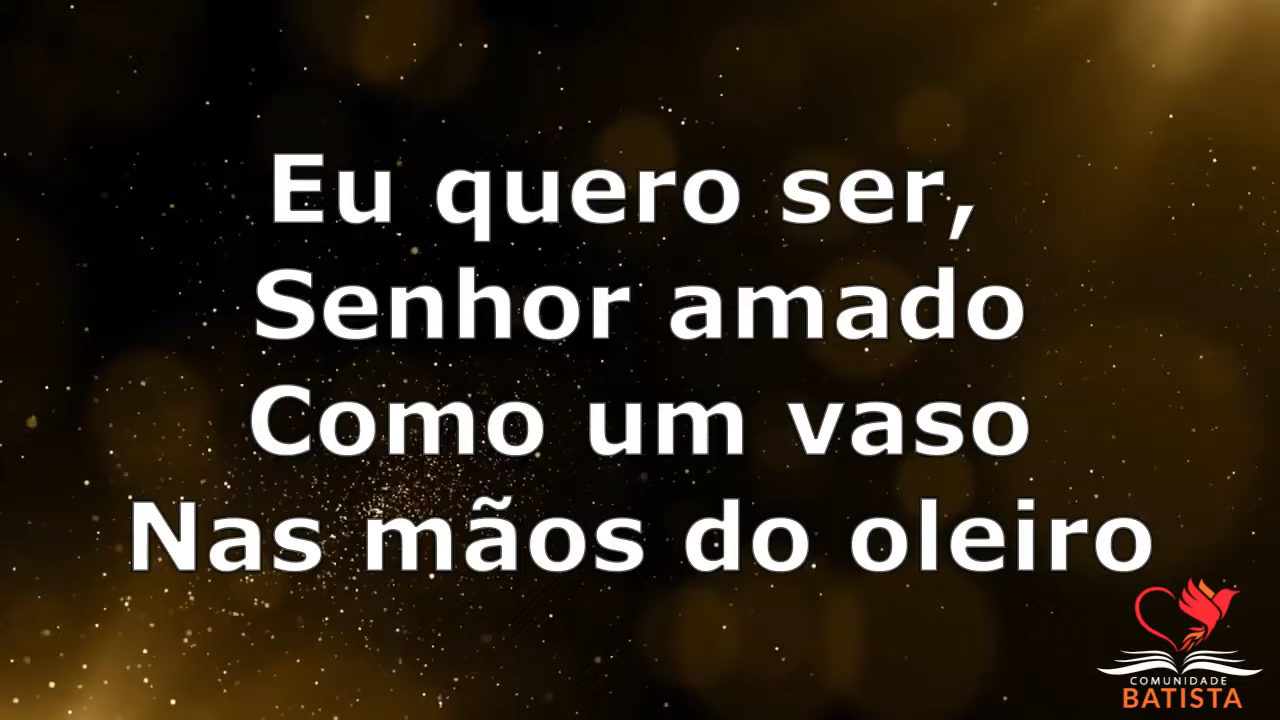 Eu quero ser,
Senhor amado
Como um vaso
Nas mãos do oleiro
COMUNIDADE
BATISTA